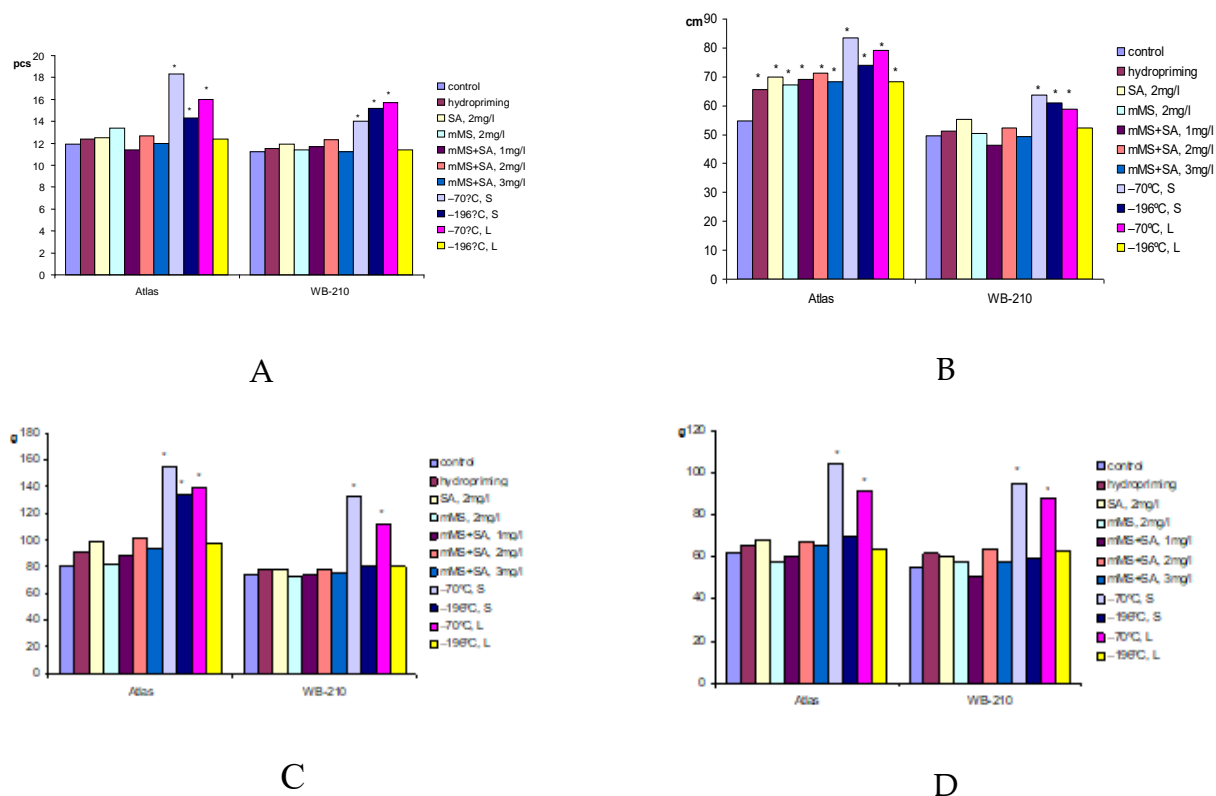 pcs
20
18
16
14
12
10
8
6
4
2
0
* * * * * *
Atlas WB-210
control
hydropriming
SA, 2mg/l
mMS, 2mg/l
mMS+SA, 1mg/l
mMS+SA, 2mg/l
mMS+SA, 3mg/l
–70?C, S
–196?C, S
–70?C, L
–196?C, L
A
cm
90
80
70
60
50
40
30
20
10
0
* * * * * * * * * * * * *
Atlas WB-210
control
hydropriming
SA, 2mg/l
mMS, 2mg/l
mMS+SA, 1mg/l
mMS+SA, 2mg/l
mMS+SA, 3mg/l
–70ºC, S
–196ºC, S
–70ºC, L
–196ºC, L
B
g
180
160
140
120
100
80
60
40
20
0
* * * * *
Atlas WB-210
control
hydropriming
SA, 2mg/l
mMS, 2mg/l
mMS+SA, 1mg/l
mMS+SA, 2mg/l
mMS+SA, 3mg/l
–70ºC, S
–196ºC, S
–70ºC, L
–196ºC, L
C
g
120
100
80
60
40
20
0
* * * *
Atlas WB-210
control
hydropriming
SA, 2mg/l
mMS, 2mg/l
mMS+SA, 1mg/l
mMS+SA, 2mg/l
mMS+SA, 3mg/l
–70ºC, S
–196ºC, S
–70ºC, L
–196ºC, L
D